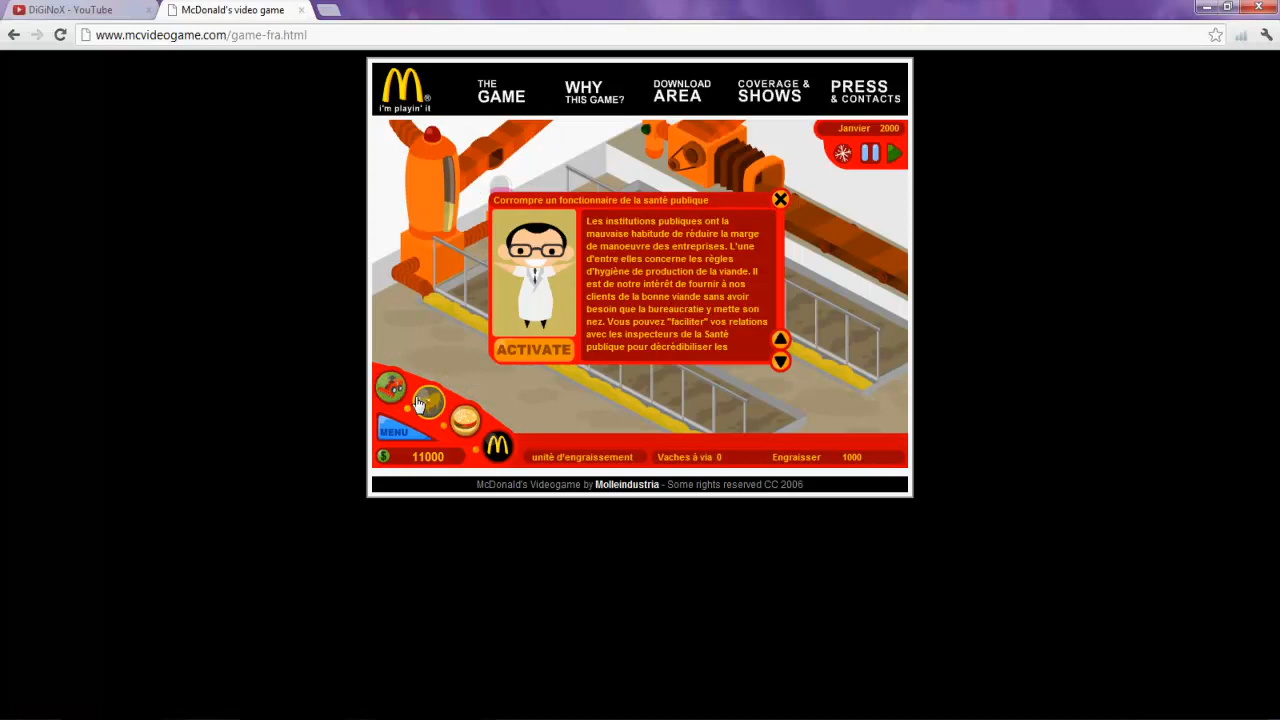 DiGiNoX - YouTube
McDonald's video game
www.mcvideogame.com/game-fra.html
i'm playin' it
THE GAME
WHY THIS GAME?
DOWNLOAD AREA
COVERAGE & SHOWS
PRESS & CONTACTS
Janvier 2000
Corrompre un fonctionnaire de la santé publique
Les institutions publiques ont la
mauvaise habitude de réduire la marge
de manoeuvre des entreprises. L'une
d'entre elles concerne les règles
d'hygiène de production de la viande. Il
est de notre intérêt de fournir à nos
clients de la bonne viande sans avoir
besoin que la bureaucratie y mette son
nez. Vous pouvez "faciliter" vos relations
avec les inspecteurs de la Santé
publique pour décrédibiliser les
ACTIVATE
MENU
11000
unité d'engraissement
Vaches à via 0
Engraisser 1000
McDonald's Videogame by Molleindustria - Some rights reserved CC 2006